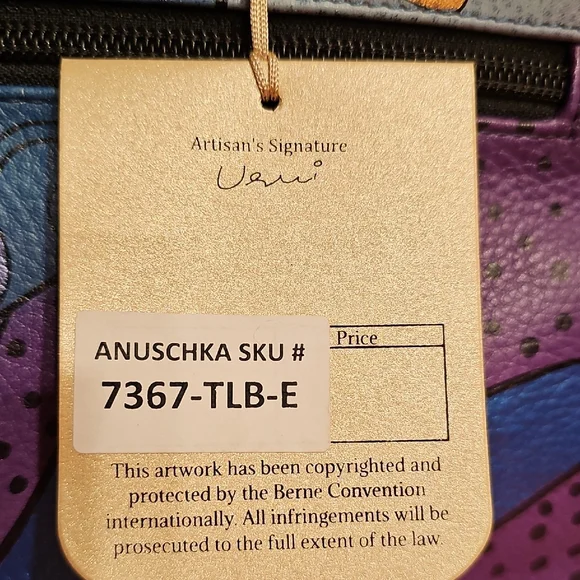 Artisan's Signature
Verni
Price
ANUSCHKA SKU #
7367-TLB-E
This artwork has been copyrighted and
protected by the Berne Convention
internationally. All infringements will be
prosecuted to the full extent of the law.